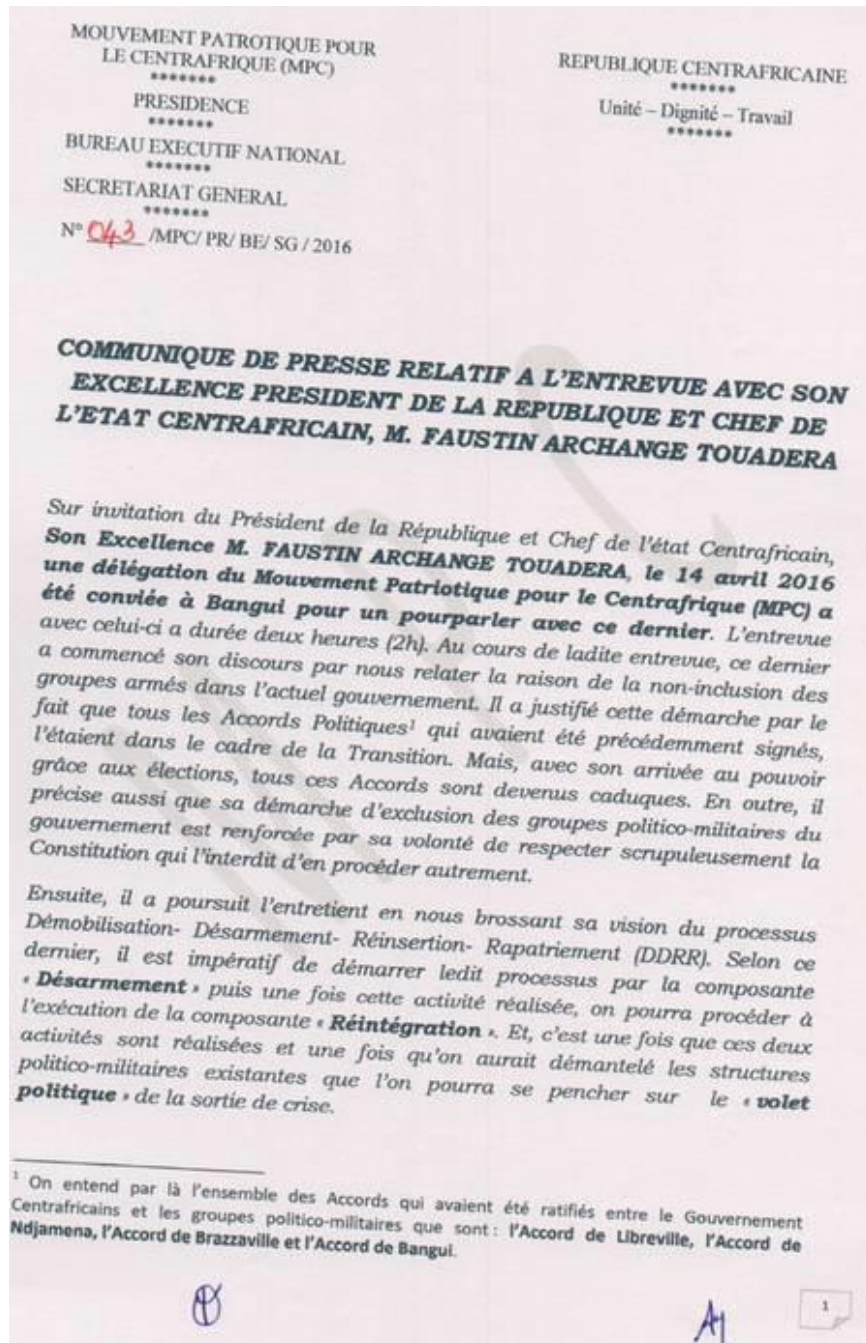 MOUVEMENT PATROTIQUE POUR
LE CENTRAFRIQUE (MPC)
*******
PRESIDENCE
*******
BUREAU EXECUTIF NATIONAL
*******
SECRETARIAT GENERAL
*******
N° 043 /MPC/ PR/ BE/ SG / 2016
REPUBLIQUE CENTRAFRICAINE
*******
Unité – Dignité – Travail
*******
COMMUNIQUE DE PRESSE RELATIF A L'ENTREVUE AVEC SON
EXCELLENCE PRESIDENT DE LA REPUBLIQUE ET CHEF DE
L'ETAT CENTRAFRICAIN, M. FAUSTIN ARCHANGE TOUADERA
Sur invitation du Président de la République et Chef de l'état Centrafricain,
Son Excellence M. FAUSTIN ARCHANGE TOUADERA, le 14 avril 2016
une délégation du Mouvement Patriotique pour le Centrafrique (MPC) a
été conviée à Bangui pour un pourparler avec ce dernier. L'entrevue
avec celui-ci a durée deux heures (2h). Au cours de ladite entrevue, ce dernier
a commencé son discours par nous relater la raison de la non-inclusion des
groupes armés dans l'actuel gouvernement. Il a justifié cette démarche par le
fait que tous les Accords Politiques¹ qui avaient été précédemment signés,
l'étaient dans le cadre de la Transition. Mais, avec son arrivée au pouvoir
grâce aux élections, tous ces Accords sont devenus caduques. En outre, il
précise aussi que sa démarche d'exclusion des groupes politico-militaires du
gouvernement est renforcée par sa volonté de respecter scrupuleusement la
Constitution qui l'interdit d'en procéder autrement.
Ensuite, il a poursuit l'entretient en nous brossant sa vision du processus
Démobilisation- Désarmement- Réinsertion- Rapatriement (DDRR). Selon ce
dernier, il est impératif de démarrer ledit processus par la composante
« Désarmement » puis une fois cette activité réalisée, on pourra procéder à
l'exécution de la composante « Réintégration ». Et, c'est une fois que ces deux
activités sont réalisées et une fois qu'on aurait démantelé les structures
politico-militaires existantes que l'on pourra se pencher sur le « volet
politique » de la sortie de crise.
¹ On entend par là l'ensemble des Accords qui avaient été ratifiés entre le Gouvernement
Centrafricains et les groupes politico-militaires que sont : l'Accord de Libreville, l'Accord de
Ndjamena, l'Accord de Brazzaville et l'Accord de Bangui.
1